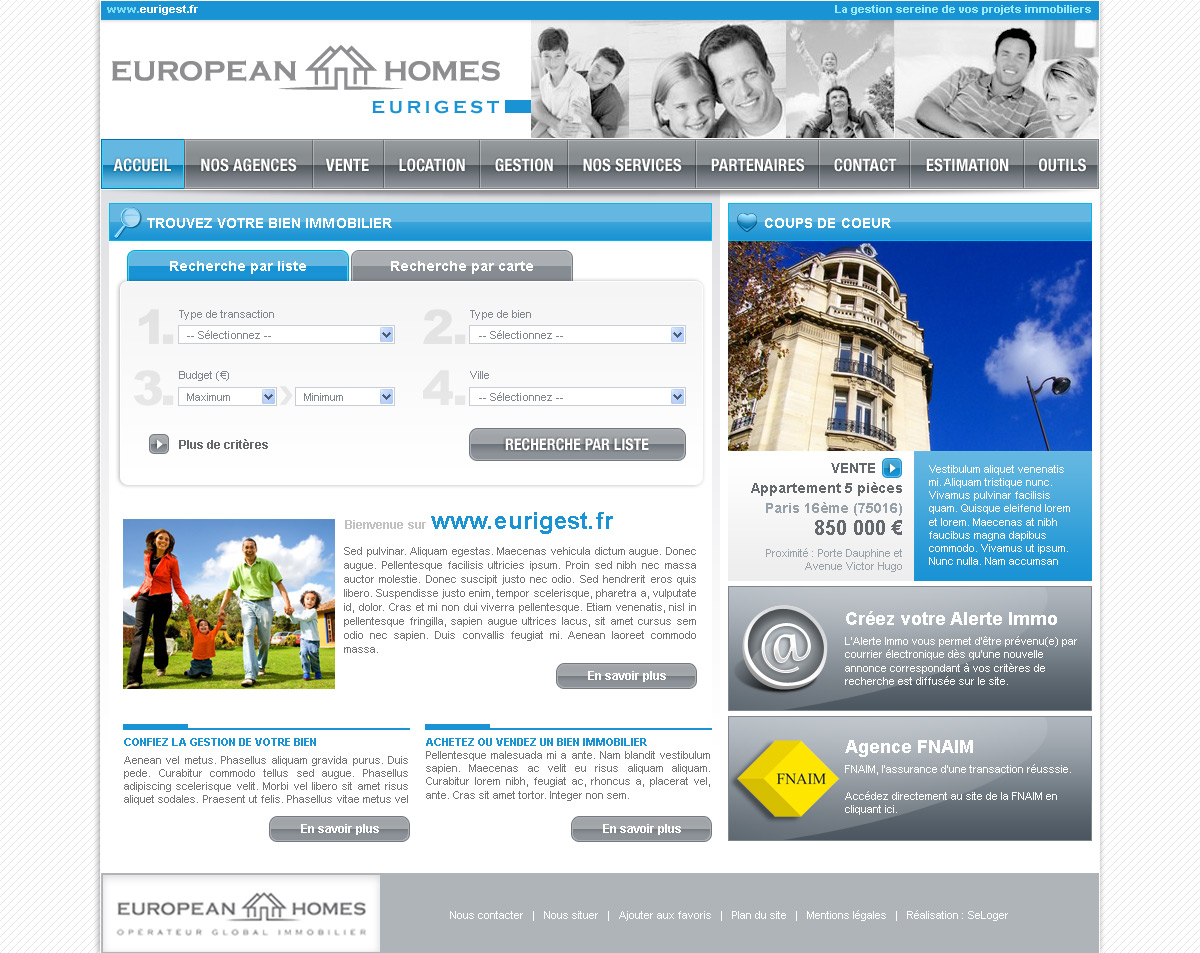 www.eurigest.fr
La gestion sereine de vos projets immobiliers
EUROPEAN HOMES
EURIGEST
ACCUEIL
NOS AGENCES
VENTE
LOCATION
GESTION
NOS SERVICES
PARTENAIRES
CONTACT
ESTIMATION
OUTILS
TROUVEZ VOTRE BIEN IMMOBILIER
Recherche par liste
Recherche par carte
1.
Type de transaction
-- Sélectionnez --
2.
Type de bien
-- Sélectionnez --
3.
Budget (€)
Maximum
Minimum
4.
Ville
-- Sélectionnez --
Plus de critères
RECHERCHE PAR LISTE
Bienvenue sur www.eurigest.fr
Sed pulvinar. Aliquam egestas. Maecenas vehicula dictum augue. Donec
augue. Pellentesque facilisis ultricies ipsum. Proin sed nibh nec massa
auctor molestie. Donec suscipit justo nec odio. Sed hendrerit eros quis
libero. Suspendisse justo enim, tempor scelerisque, pharetra a, vulputate
id, dolor. Cras et mi non dui viverra pellentesque. Etiam venenatis, nisl in
pellentesque fringilla, sapien augue ultrices lacus, sit amet cursus sem
odio nec sapien. Duis convallis feugiat mi. Aenean laoreet commodo
massa.
En savoir plus
CONFIEZ LA GESTION DE VOTRE BIEN
Aenean vel metus. Phasellus aliquam gravida purus. Duis
pede. Curabitur commodo tellus sed augue. Phasellus
adipiscing scelerisque velit. Morbi vel libero sit amet risus
aliquet sodales. Praesent ut felis. Phasellus vitae metus vel
En savoir plus
ACHETEZ OU VENDEZ UN BIEN IMMOBILIER
Pellentesque malesuada mi a ante. Nam blandit vestibulum
sapien. Maecenas ac velit eu risus aliquam aliquam.
Curabitur lorem nibh, feugiat ac, rhoncus a, placerat vel,
ante. Cras sit amet tortor. Integer non sem.
En savoir plus
COUPS DE COEUR
VENTE
Appartement 5 pièces
Paris 16ème (75016)
850 000 €
Proximité : Porte Dauphine et
Avenue Victor Hugo
Vestibulum aliquet venenatis
mi. Aliquam tristique nunc.
Vivamus pulvinar facilisis
quam. Quisque eleifend lorem
et lorem. Maecenas at nibh
faucibus magna dapibus
commodo. Vivamus ut ipsum.
Nunc nulla. Nam accumsan
@
Créez votre Alerte Immo
L'Alerte Immo vous permet d'être prévenu(e) par
courrier électronique dès qu'une nouvelle
annonce correspondant à vos critères de
recherche est diffusée sur le site.
FNAIM
Agence FNAIM
FNAIM, l'assurance d'une transaction réusssie.
Accédez directement au site de la FNAIM en
cliquant ici.
EUROPEAN HOMES
OPÉRATEUR GLOBAL IMMOBILIER
Nous contacter | Nous situer | Ajouter aux favoris | Plan du site | Mentions légales | Réalisation : SeLoger